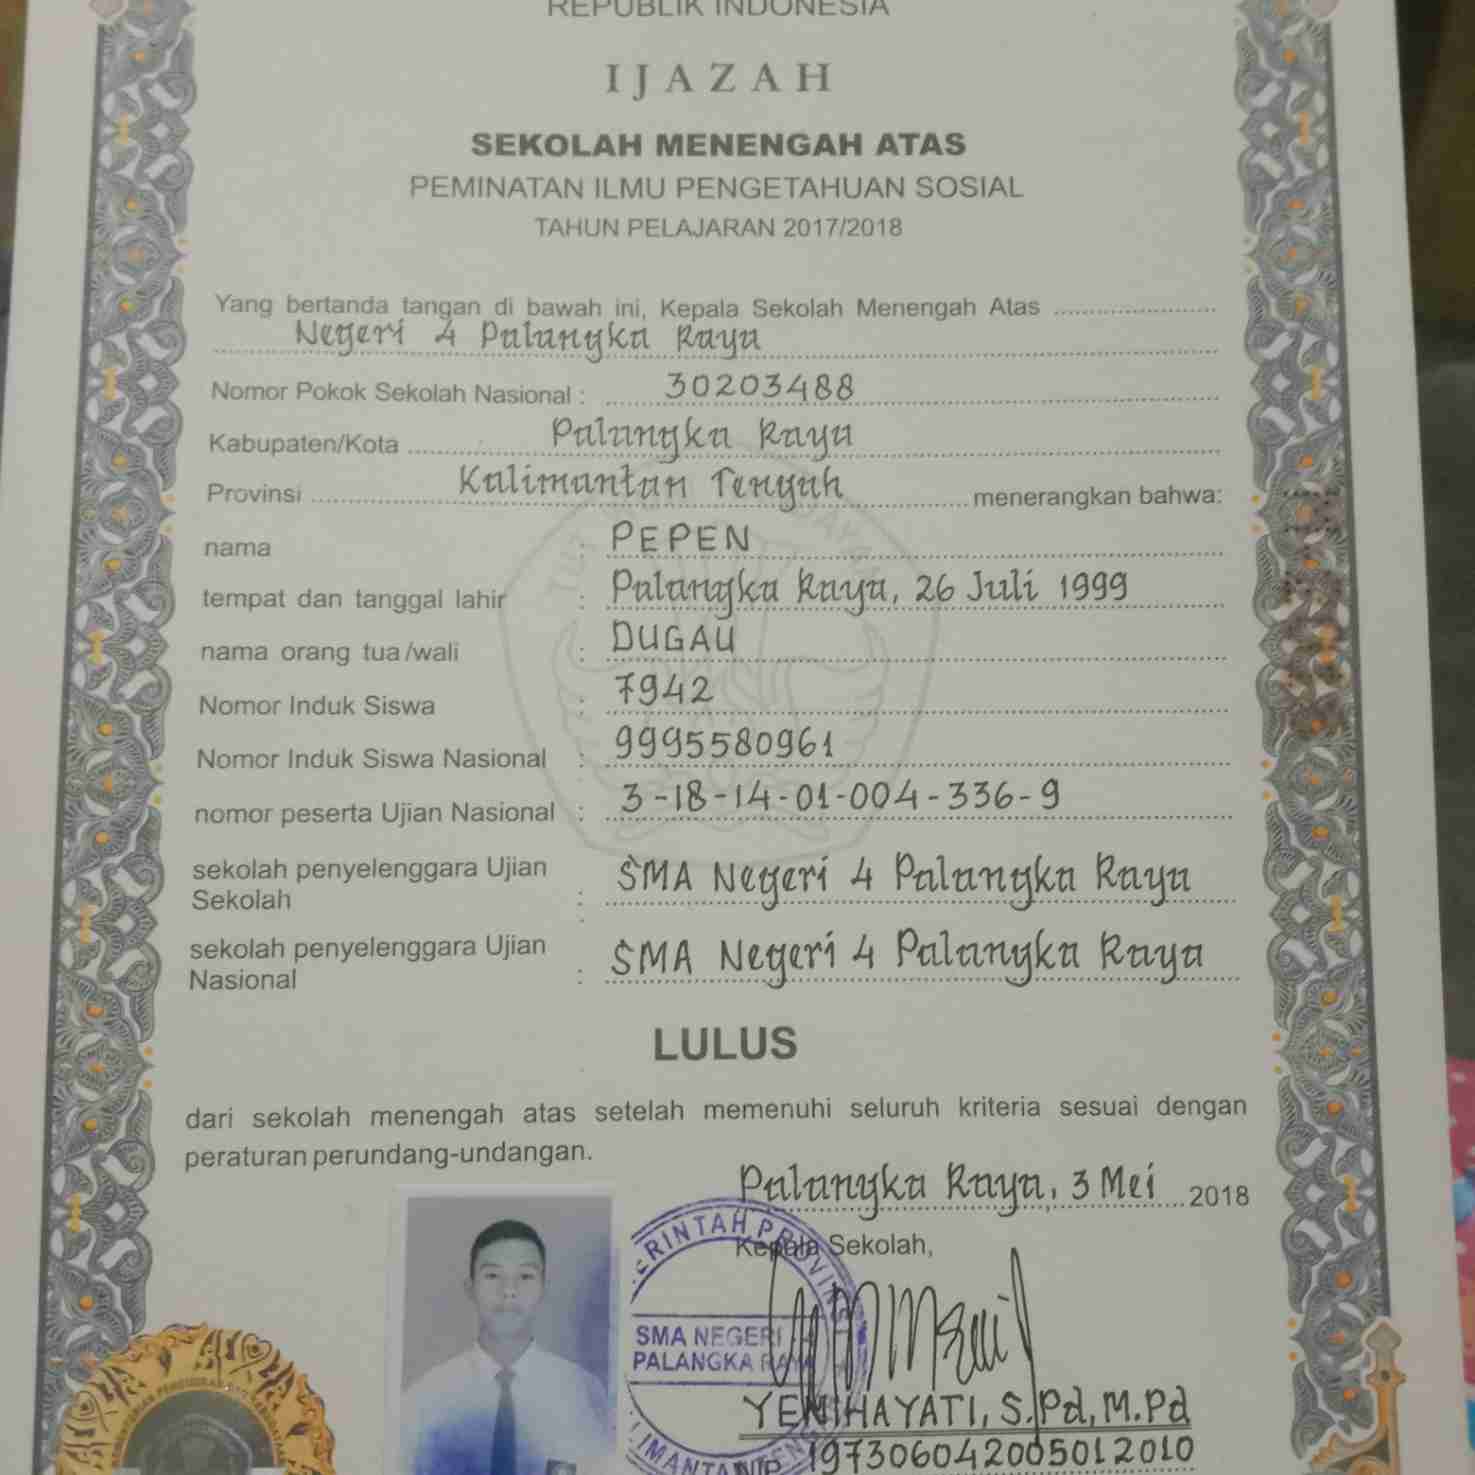 REPUBLIK INDONESIA
IJAZAH
SEKOLAH MENENGAH ATAS
PEMINATAN ILMU PENGETAHUAN SOSIAL
TAHUN PELAJARAN 2017/2018
Yang bertanda tangan di bawah ini, Kepala Sekolah Menengah Atas
Negeri 4 Palangka Raya
Nomor Pokok Sekolah Nasional : 30203488
Kabupaten/Kota Palangka Raya
Provinsi Kalimantan Tengah menerangkan bahwa:
nama : PEPEN
tempat dan tanggal lahir : Palangka Raya, 26 Juli 1999
nama orang tua/wali : DUGAU
Nomor Induk Siswa : 7942
Nomor Induk Siswa Nasional : 9995580961
nomor peserta Ujian Nasional : 3-18-14-01-004-336-9
sekolah penyelenggara Ujian
Sekolah : SMA Negeri 4 Palangka Raya
sekolah penyelenggara Ujian
Nasional : SMA Negeri 4 Palangka Raya
LULUS
dari sekolah menengah atas setelah memenuhi seluruh kriteria sesuai dengan
peraturan perundang-undangan.
Palangka Raya, 3 Mei 2018
Kepala Sekolah,
SMA NEGERI 4
PALANGKA RAYA
YENIHAYATI, S.Pd, M.Pd
NIP 197306042005012010